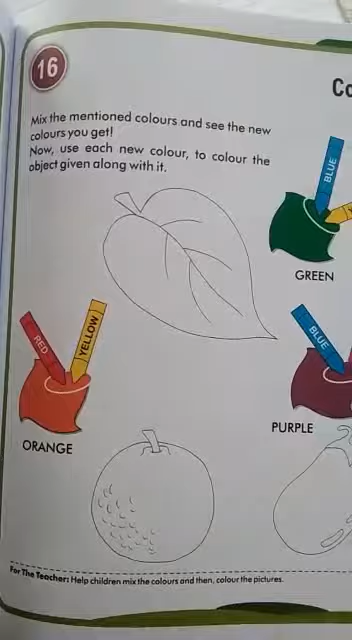 16
Co
Mix the mentioned colours and see the new
colours you get!
Now, use each new colour, to colour the
object given along with it.
BLUE
GREEN
RED
YELLOW
ORANGE
BLUE
PURPLE
For The Teacher: Help children mix the colours and then, colour the pictures.